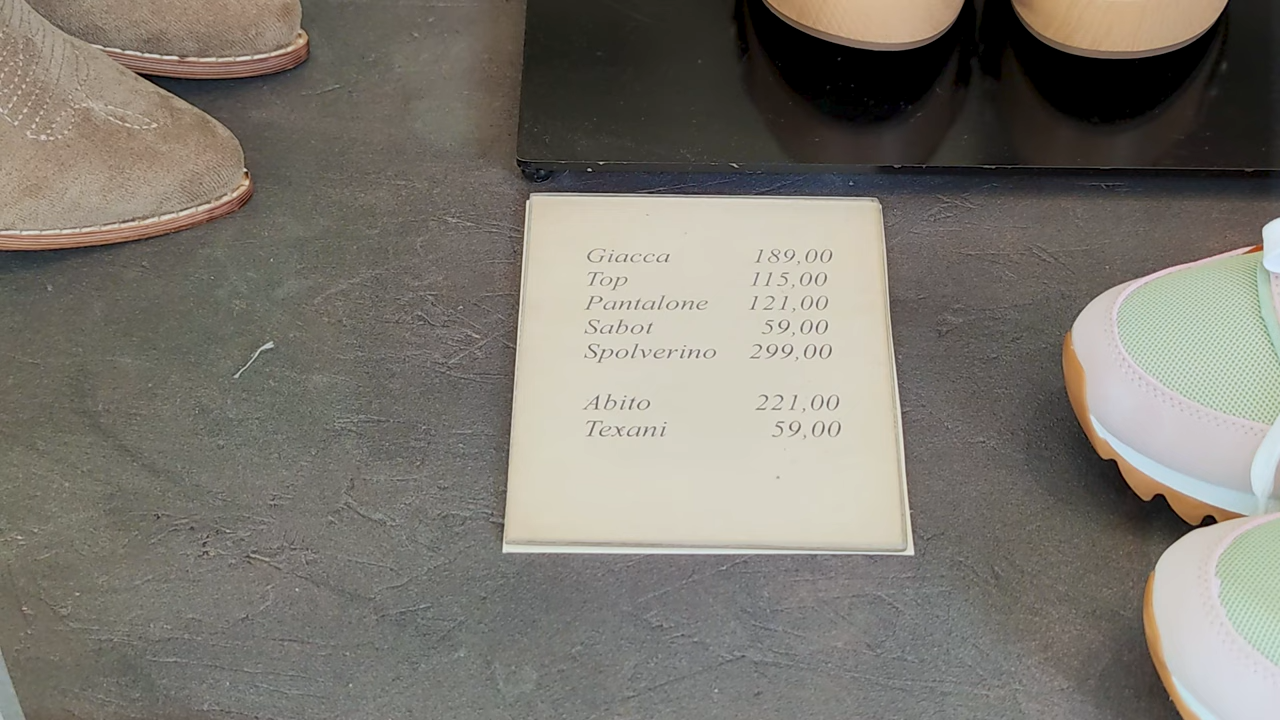 Giacca 189,00
Top 115,00
Pantalone 121,00
Sabot 59,00
Spolverino 299,00
Abito 221,00
Texani 59,00